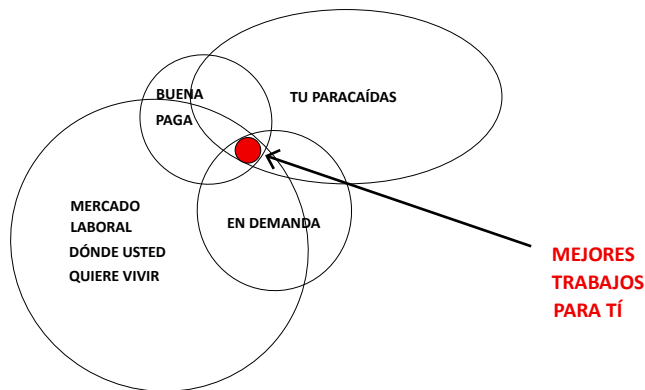 BUENA
PAGA
TU PARACAÍDAS
MERCADO
LABORAL
DÓNDE USTED
QUIERE VIVIR
EN DEMANDA
MEJORES
TRABAJOS
PARA TÍ